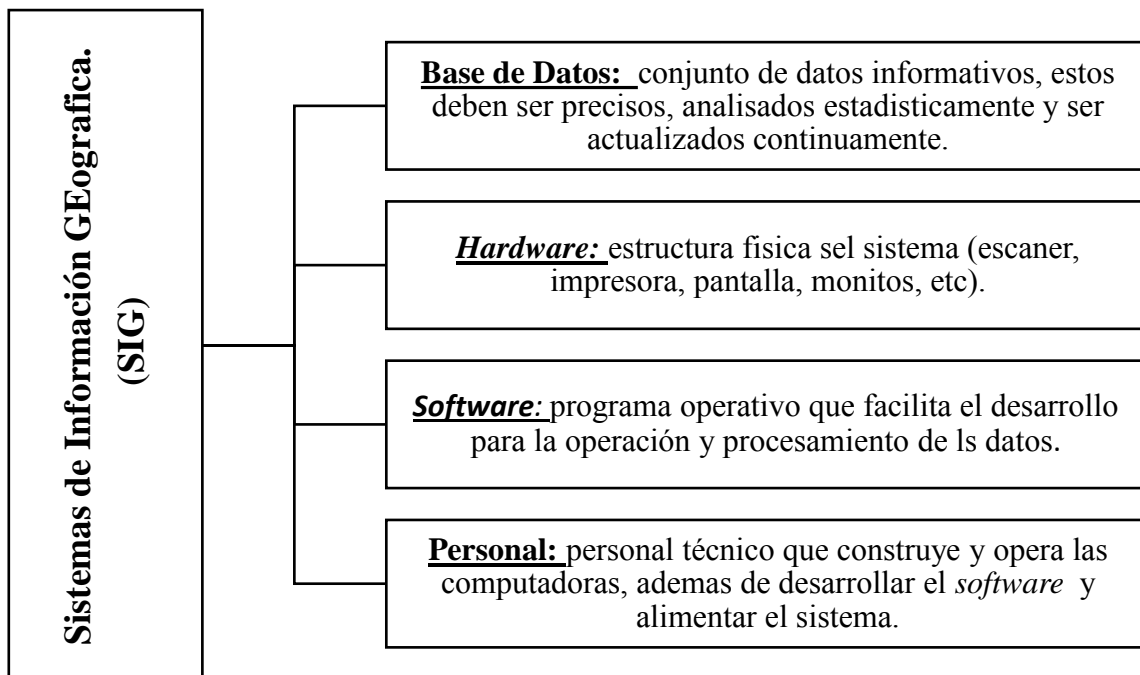 Sistemas de Información GEografica.
(SIG)
Base de Datos: conjunto de datos informativos, estos
deben ser precisos, analisados estadisticamente y ser
actualizados continuamente.
Hardware: estructura fisica sel sistema (escaner,
impresora, pantalla, monitos, etc).
Software: programa operativo que facilita el desarrollo
para la operación y procesamiento de ls datos.
Personal: personal técnico que construye y opera las
computadoras, ademas de desarrollar el software y
alimentar el sistema.